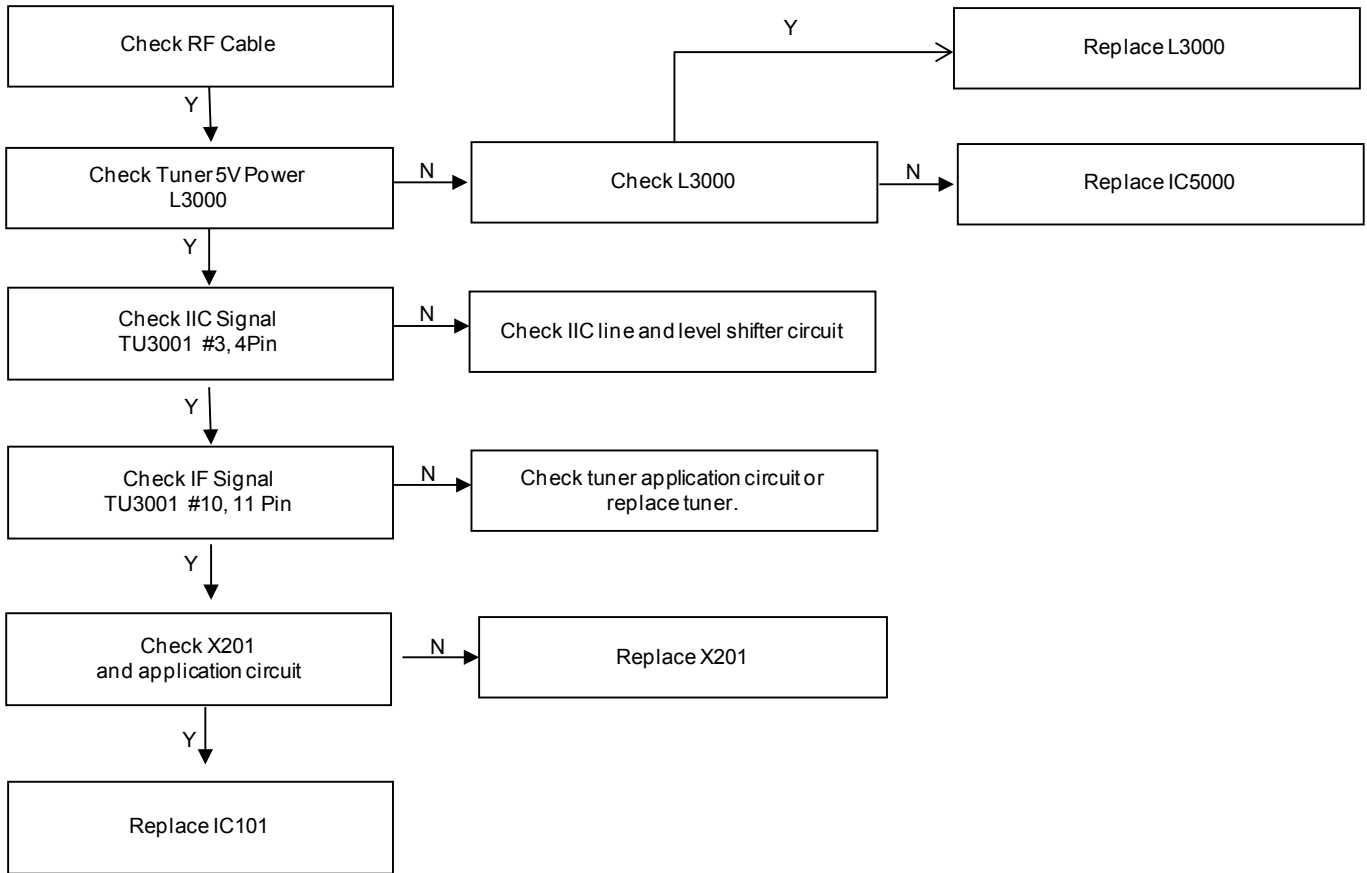 Check RF Cable
Y
Replace L3000
Y
Check Tuner 5V Power
L3000
N
Check L3000
N
Replace IC5000
Y
Check IIC Signal
TU3001 #3, 4Pin
N
Check IIC line and level shifter circuit
Y
Check IF Signal
TU3001 #10, 11 Pin
N
Check tuner application circuit or
replace tuner.
Y
Check X201
and application circuit
N
Replace X201
Y
Replace IC101